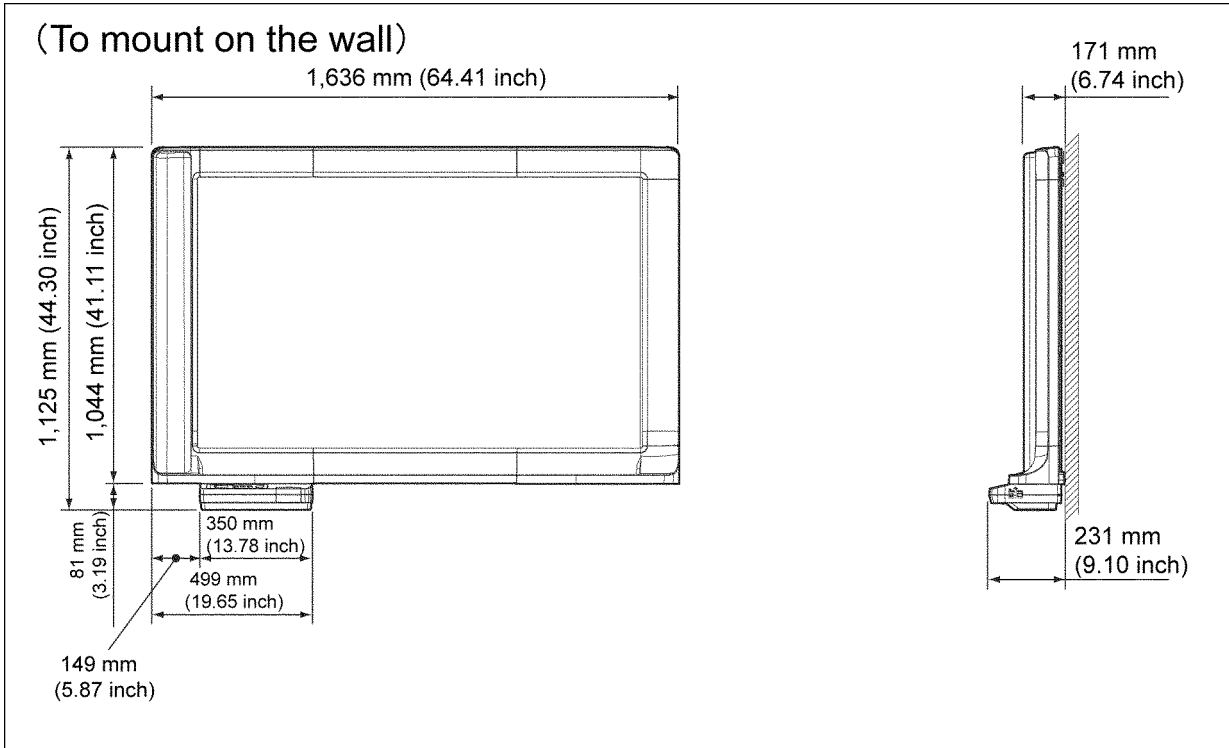 （To mount on the wall）
1,636 mm (64.41 inch)
171 mm
(6.74 inch)
1,125 mm (44.30 inch)
1,044 mm (41.11 inch)
81 mm
(3.19 inch)
350 mm
(13.78 inch)
499 mm
(19.65 inch)
149 mm
(5.87 inch)
231 mm
(9.10 inch)